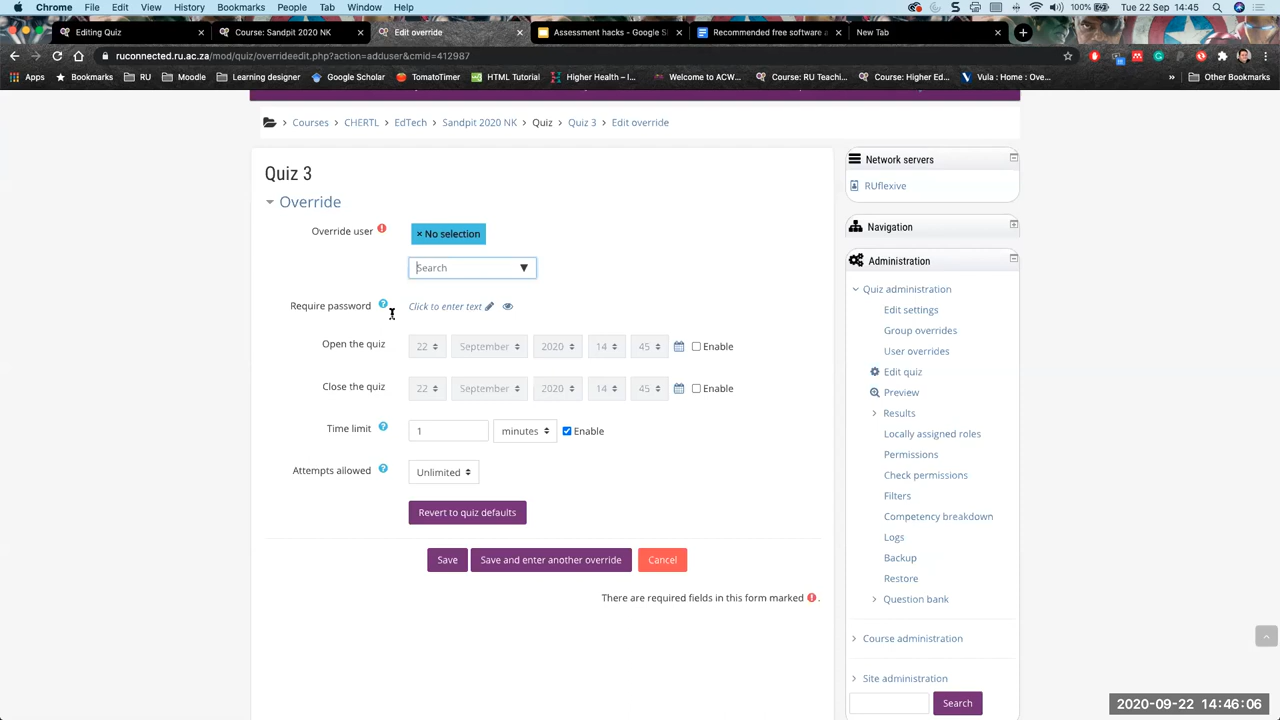 Chrome File Edit View History Bookmarks People Tab Window Help 100% Tue 22 Sep 14:45
Editing Quiz × Course: Sandpit 2020 NK × Edit override × Assessment hacks - Google Sl × Recommended free software a × New Tab × +
ruconnected.ru.ac.za/mod/quiz/overrideedit.php?action=adduser&cmid=412987
Apps Bookmarks RU Moodle Learning designer Google Scholar TomatoTimer HTML Tutorial Higher Health – I... Welcome to ACW... Course: RU Teachi... Course: Higher Ed... Vula : Home : Ove... » Other Bookmarks
Courses > CHERTL > EdTech > Sandpit 2020 NK > Quiz > Quiz 3 > Edit override
Quiz 3
Override
Override user
× No selection
Search ▼
Require password
Click to enter text
Open the quiz
22 September 2020 14 45 Enable
Close the quiz
22 September 2020 14 45 Enable
Time limit
1 minutes Enable
Attempts allowed
Unlimited
Revert to quiz defaults
Save Save and enter another override Cancel
There are required fields in this form marked .
Network servers
RUflexive
Navigation
Administration
Quiz administration
Edit settings
Group overrides
User overrides
Edit quiz
Preview
Results
Locally assigned roles
Permissions
Check permissions
Filters
Competency breakdown
Logs
Backup
Restore
Question bank
Course administration
Site administration
Search
2020-09-22 14:46:06